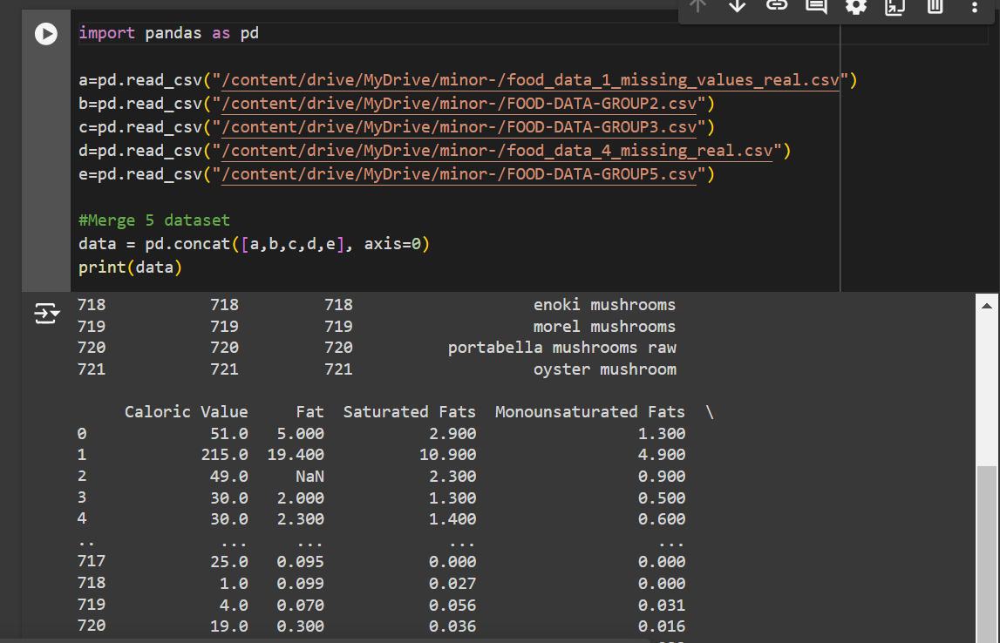 import pandas as pd
a=pd.read_csv("/content/drive/MyDrive/minor-/food_data_1_missing_values_real.csv")
b=pd.read_csv("/content/drive/MyDrive/minor-/FOOD-DATA-GROUP2.csv")
c=pd.read_csv("/content/drive/MyDrive/minor-/FOOD-DATA-GROUP3.csv")
d=pd.read_csv("/content/drive/MyDrive/minor-/food_data_4_missing_real.csv")
e=pd.read_csv("/content/drive/MyDrive/minor-/FOOD-DATA-GROUP5.csv")
#Merge 5 dataset
data = pd.concat([a,b,c,d,e], axis=0)
print(data)
718 718 718 enoki mushrooms
719 719 719 morel mushrooms
720 720 720 portabella mushrooms raw
721 721 721 oyster mushroom
Caloric Value Fat Saturated Fats Monounsaturated Fats \
0 51.0 5.000 2.900 1.300
1 215.0 19.400 10.900 4.900
2 49.0 NaN 2.300 0.900
3 30.0 2.000 1.300 0.500
4 30.0 2.300 1.400 0.600
.. ... ... ... ...
717 25.0 0.095 0.000 0.000
718 1.0 0.099 0.027 0.000
719 4.0 0.070 0.056 0.031
720 19.0 0.300 0.036 0.016